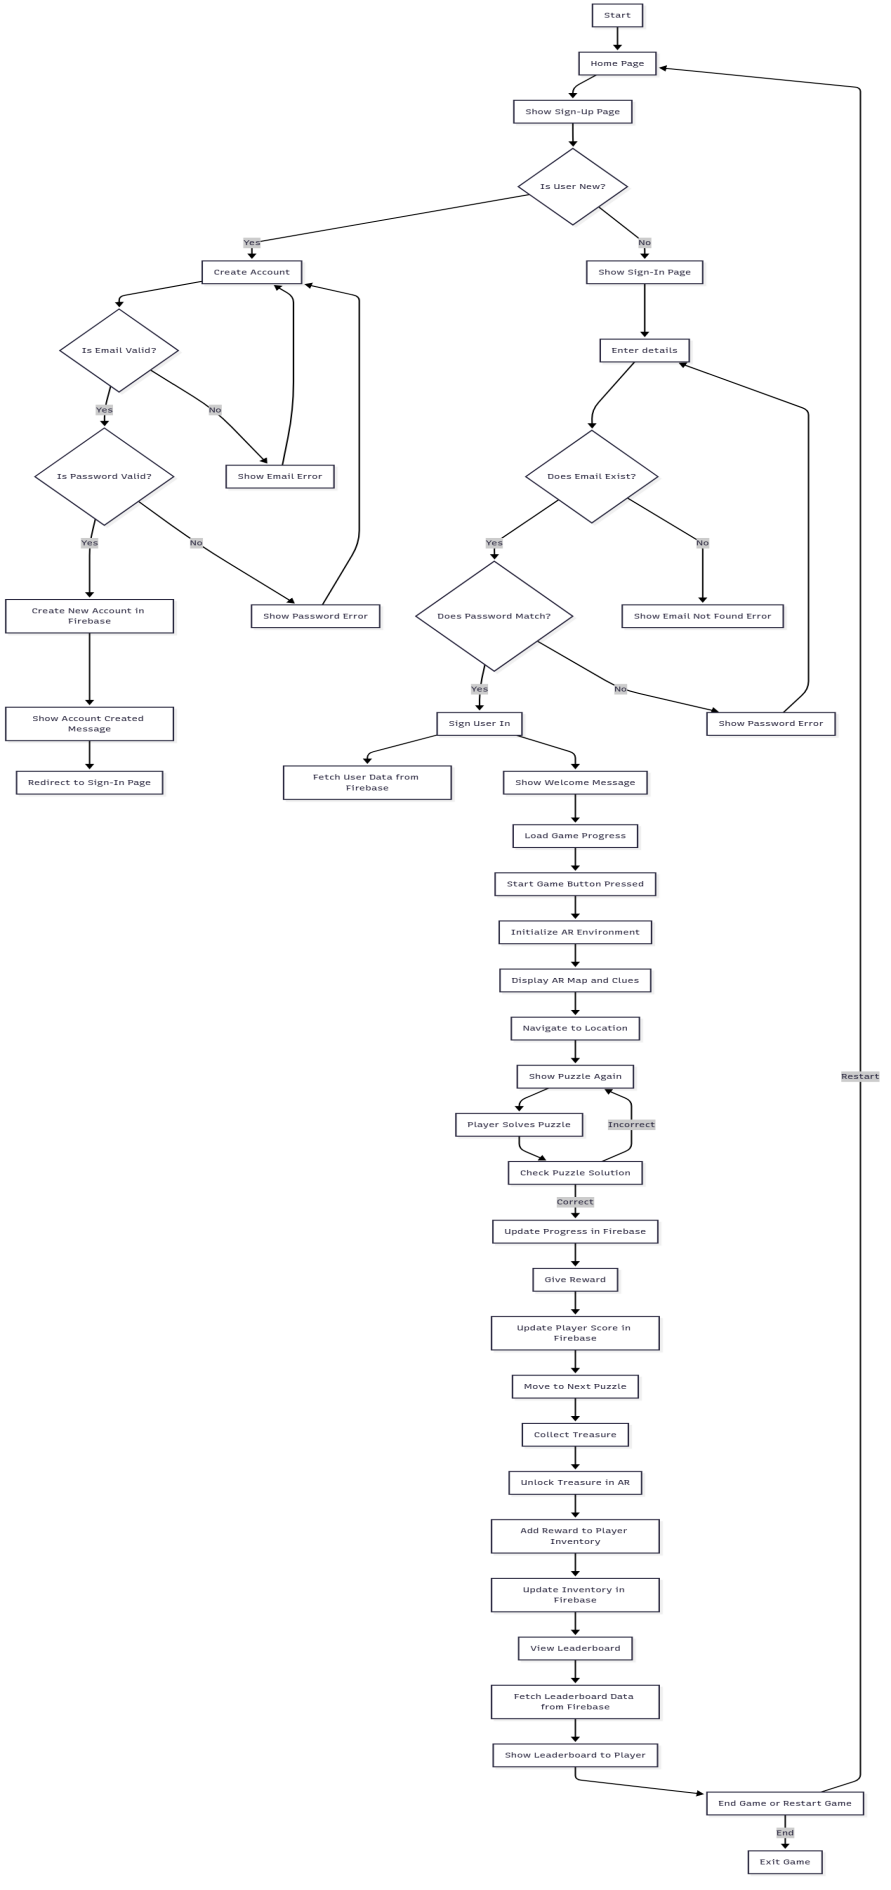 Start
Home Page
Show Sign-Up Page
Is User New?
Yes
No
Create Account
Show Sign-In Page
Is Email Valid?
Enter details
Yes
No
Is Password Valid?
Show Email Error
Does Email Exist?
Yes
No
Yes
No
Create New Account in
Firebase
Show Password Error
Does Password Match?
Show Email Not Found Error
Yes
No
Show Account Created
Message
Sign User In
Show Password Error
Redirect to Sign-In Page
Fetch User Data from
Firebase
Show Welcome Message
Load Game Progress
Start Game Button Pressed
Initialize AR Environment
Display AR Map and Clues
Navigate to Location
Show Puzzle Again
Restart
Player Solves Puzzle
Incorrect
Check Puzzle Solution
Correct
Update Progress in Firebase
Give Reward
Update Player Score in
Firebase
Move to Next Puzzle
Collect Treasure
Unlock Treasure in AR
Add Reward to Player
Inventory
Update Inventory in
Firebase
View Leaderboard
Fetch Leaderboard Data
from Firebase
Show Leaderboard to Player
End Game or Restart Game
End
Exit Game